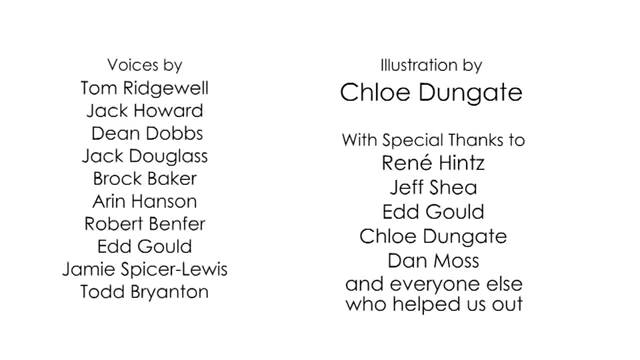 Voices by
Tom Ridgewell
Jack Howard
Dean Dobbs
Jack Douglass
Brock Baker
Arin Hanson
Robert Benfer
Edd Gould
Jamie Spicer-Lewis
Todd Bryanton
Illustration by
Chloe Dungate
With Special Thanks to
René Hintz
Jeff Shea
Edd Gould
Chloe Dungate
Dan Moss
and everyone else
who helped us out